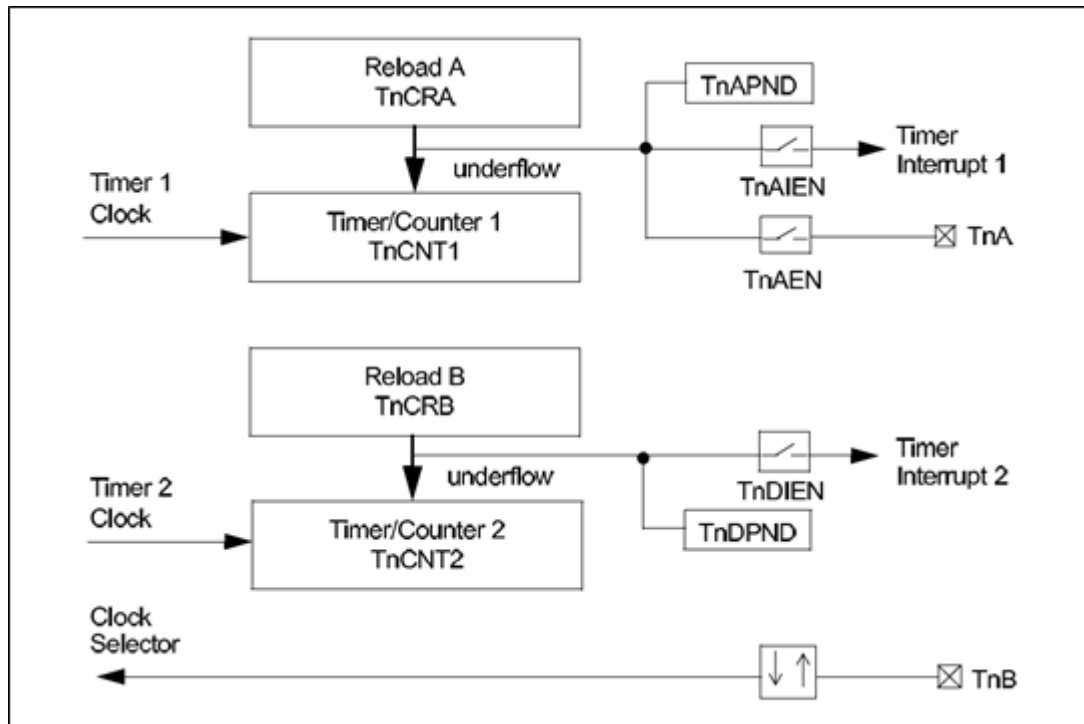 Reload A
TnCRA
TnAPND
underflow
Timer
Interrupt 1
TnAIEN
Timer 1
Clock
Timer/Counter 1
TnCNT1
TnA
TnAEN
Reload B
TnCRB
underflow
Timer
Interrupt 2
TnDIEN
Timer 2
Clock
Timer/Counter 2
TnCNT2
TnDPND
Clock
Selector
TnB